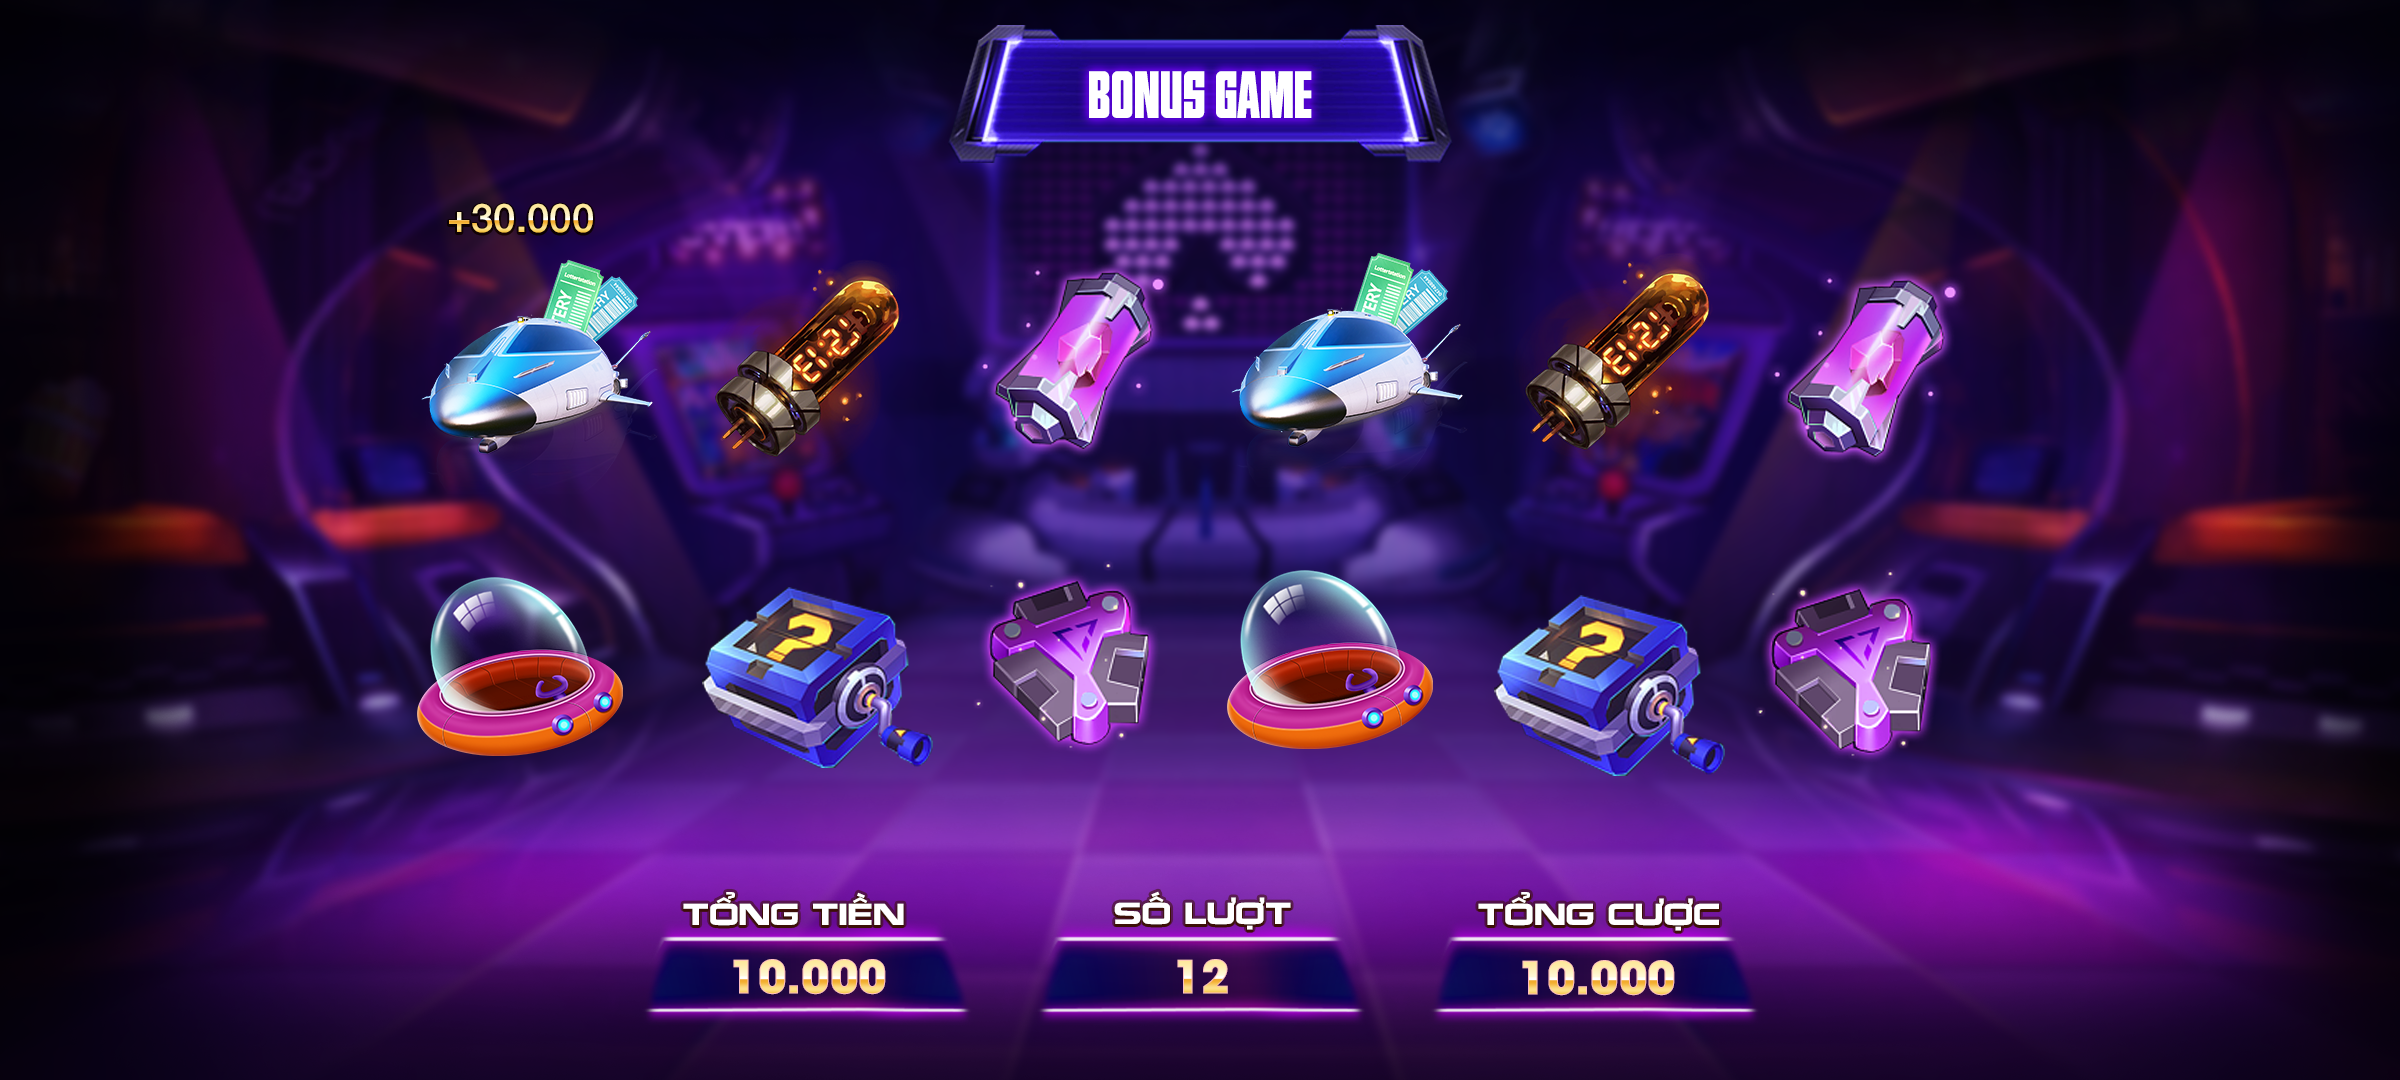 BONUS GAME
+30.000
TỔNG TIỀN
SỐ LƯỢT
TỔNG CƯỢC
10.000
12
10.000